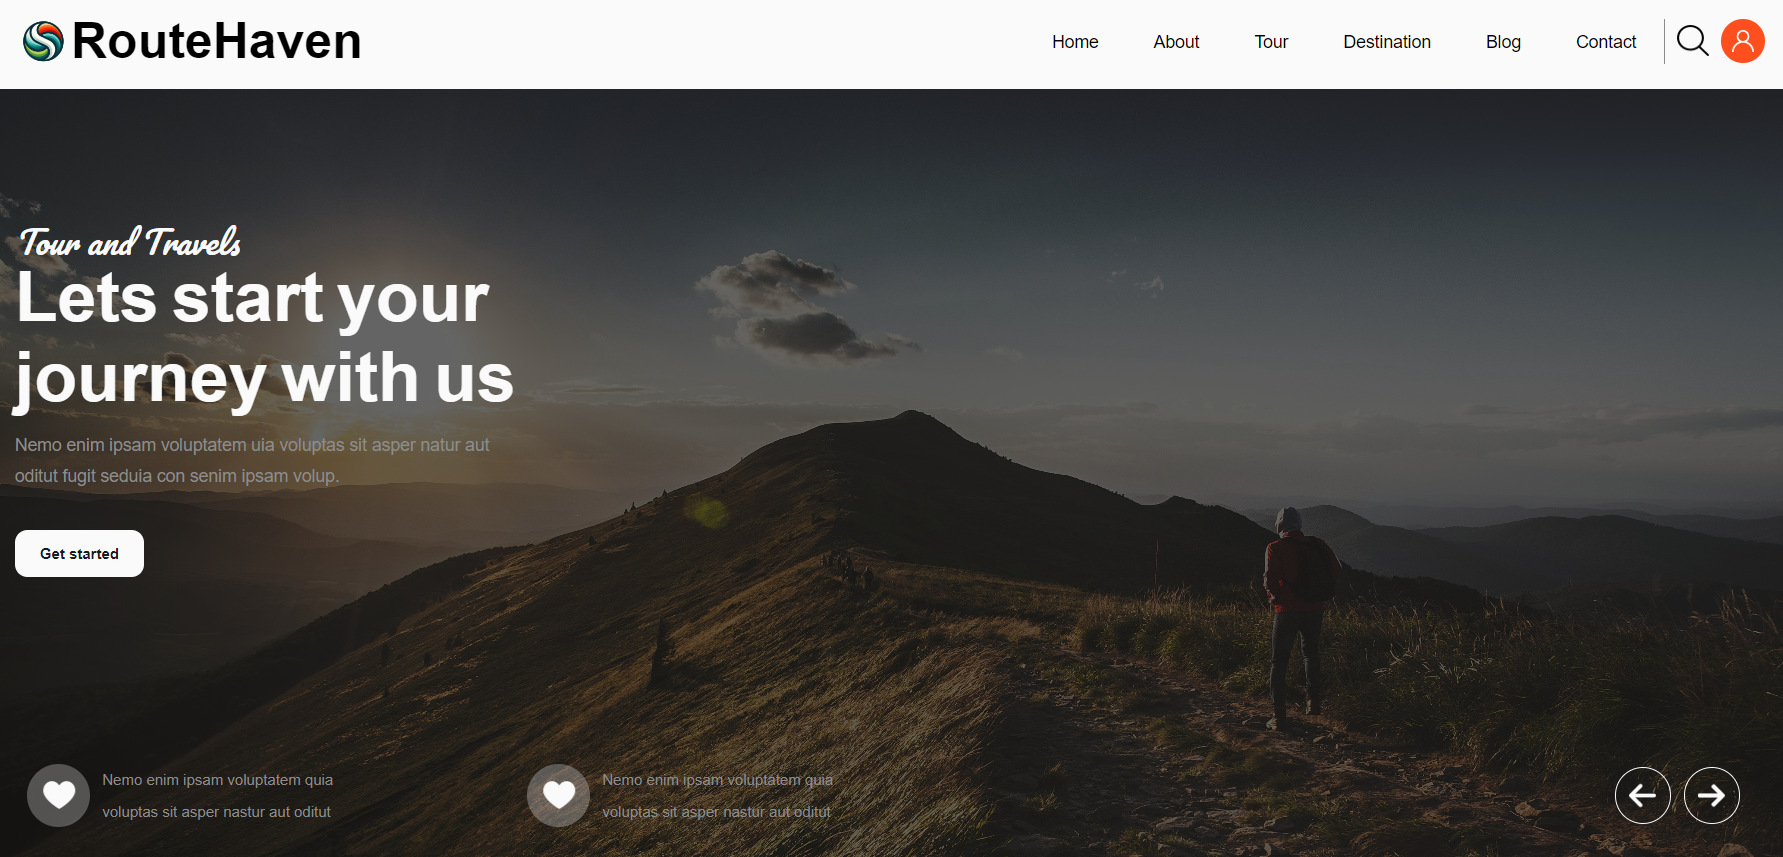 RouteHaven
Home About Tour Destination Blog Contact
Tour and Travels
Lets start your
journey with us
Nemo enim ipsam voluptatem uia voluptas sit asper natur aut
oditut fugit seduia con senim ipsam volup.
Get started
Nemo enim ipsam voluptatem quia
voluptas sit asper nastur aut oditut
Nemo enim ipsam voluptatem quia
voluptas sit asper nastur aut oditut